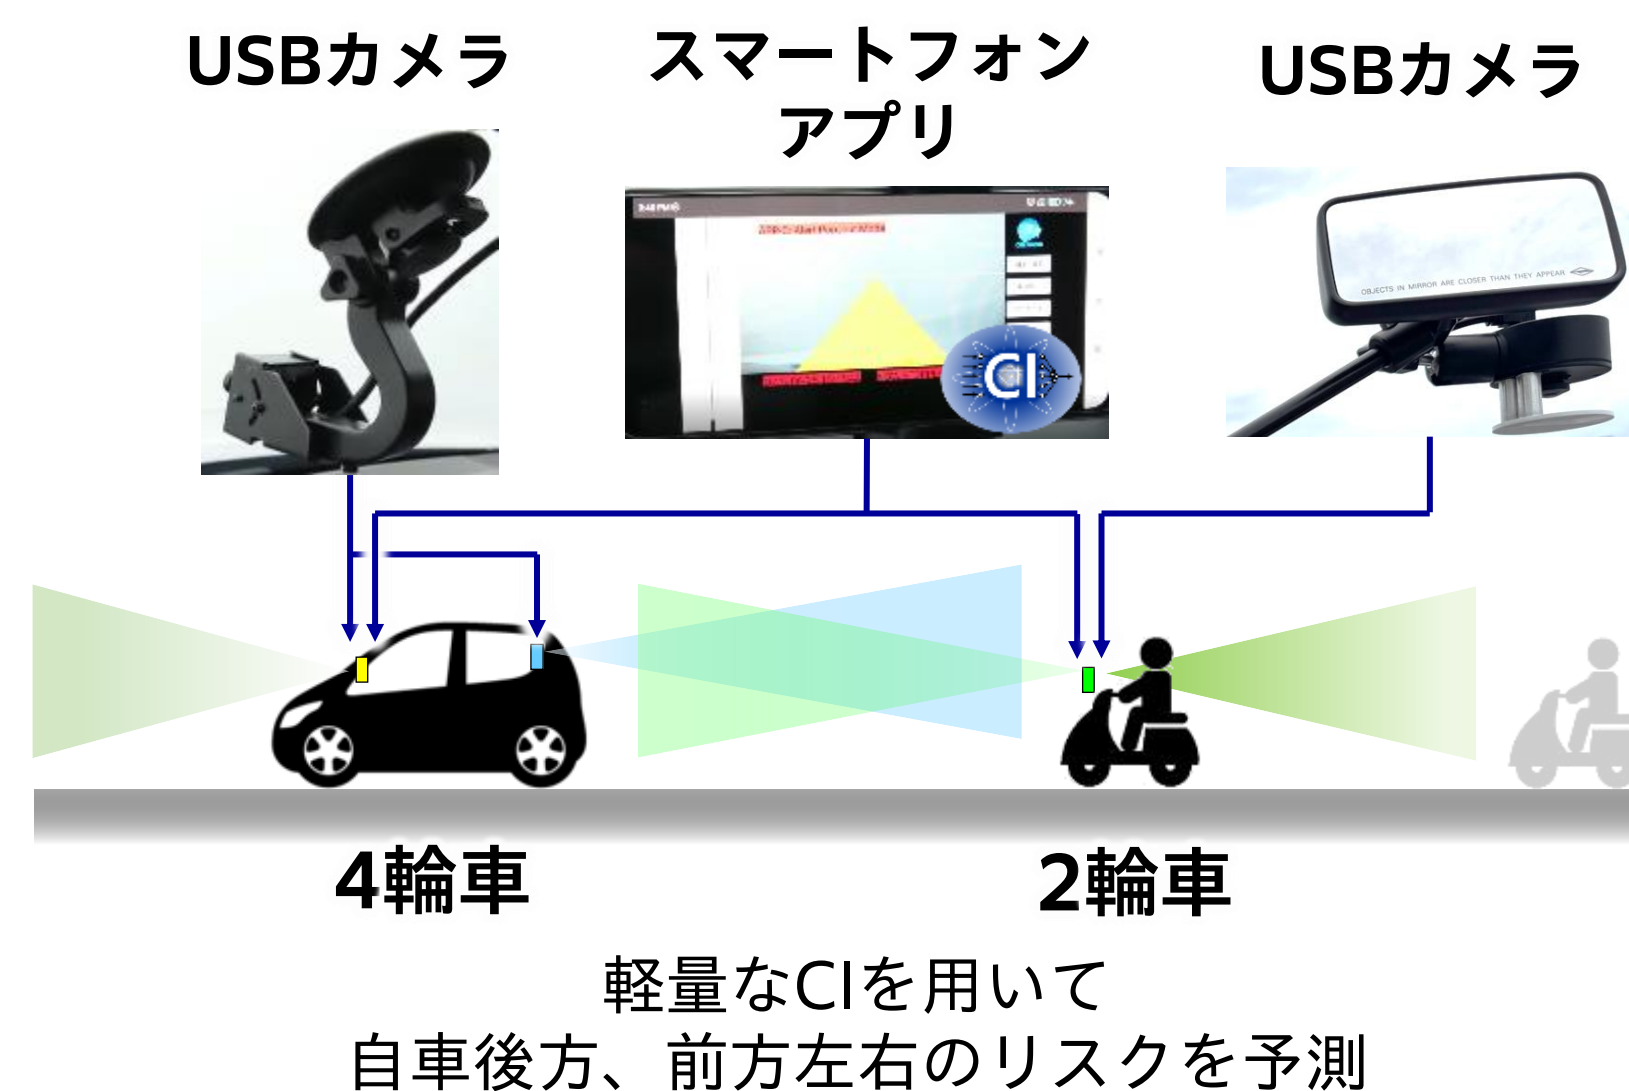 USBカメラ
スマートフォン
アプリ
USBカメラ
CI
OBJECTS IN MIRROR ARE CLOSER THAN THEY APPEAR
4輪車
2輪車
軽量なCIを用いて
自車後方、前方左右のリスクを予測